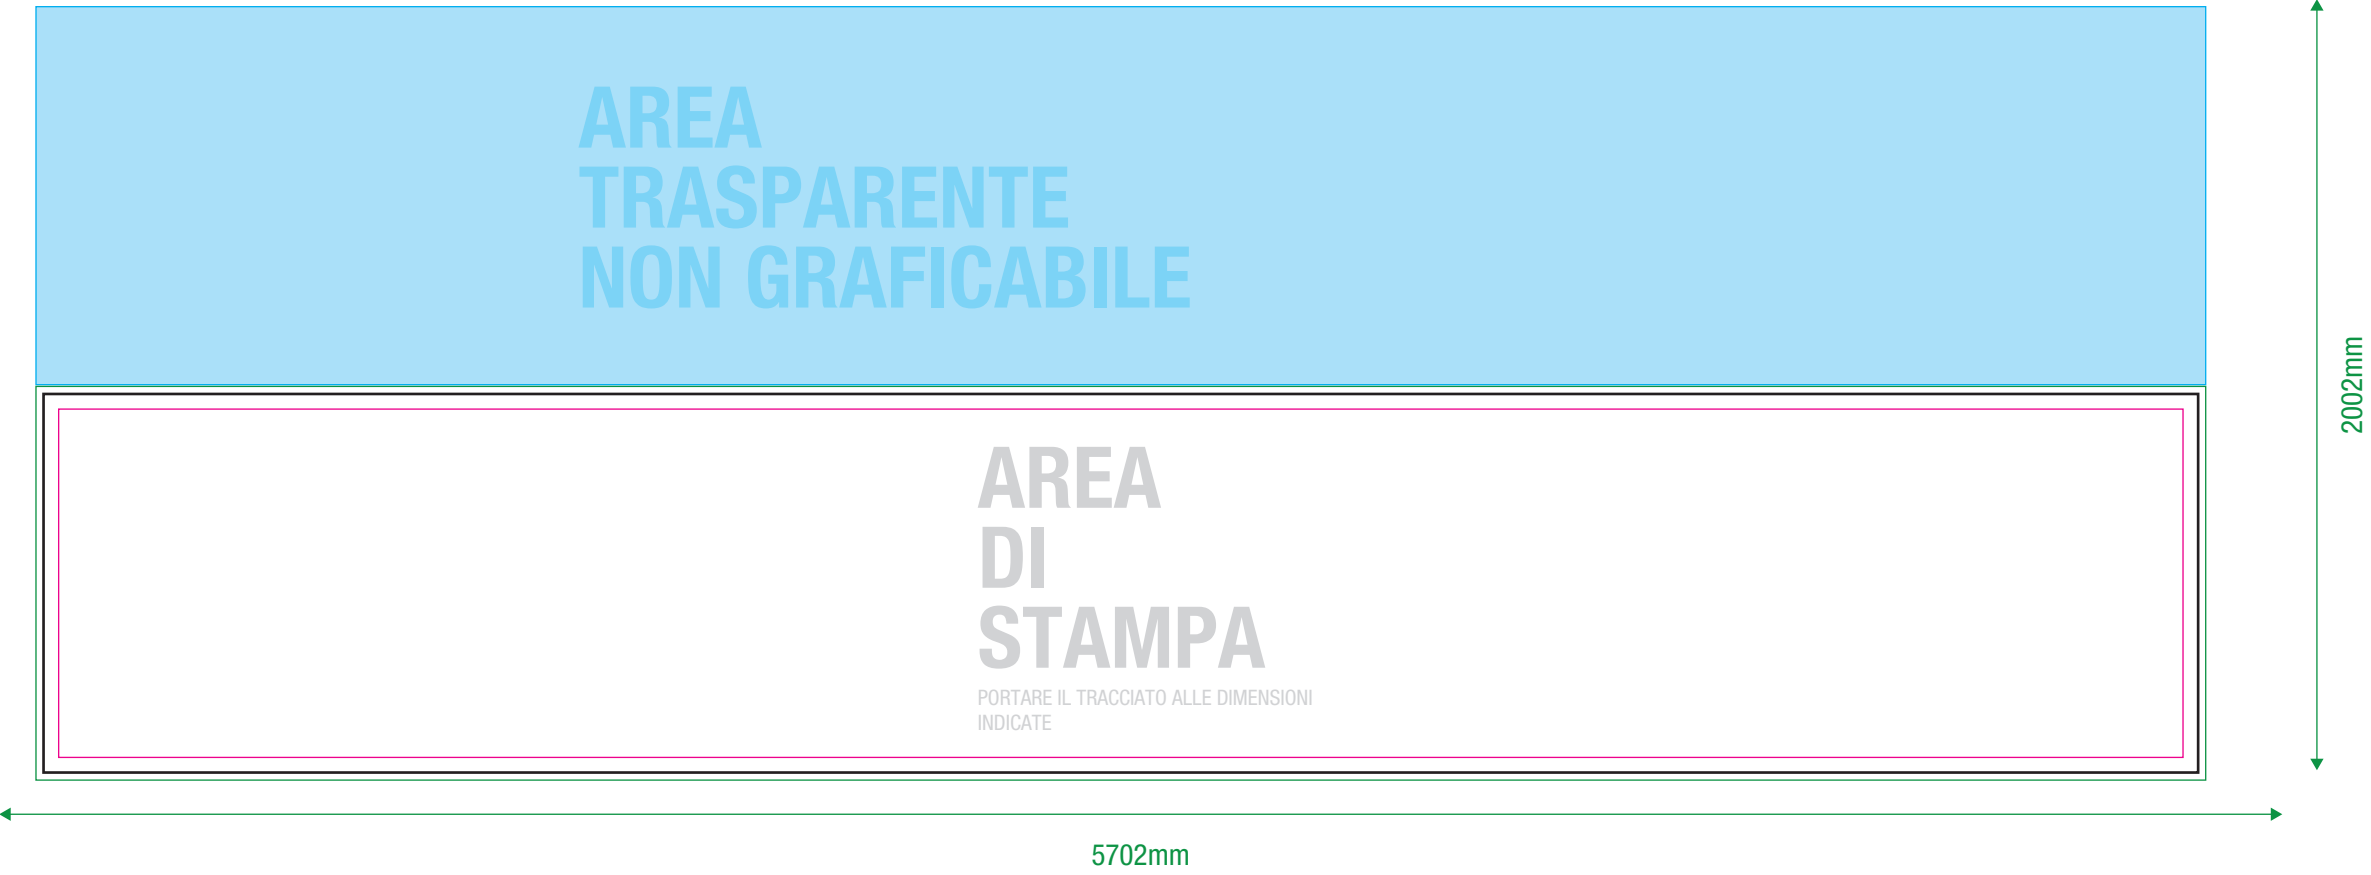 AREA
TRASPARENTE
NON GRAFICABILE
AREA
DI
STAMPA
PORTARE IL TRACCIATO ALLE DIMENSIONI
INDICATE
2002mm
5702mm